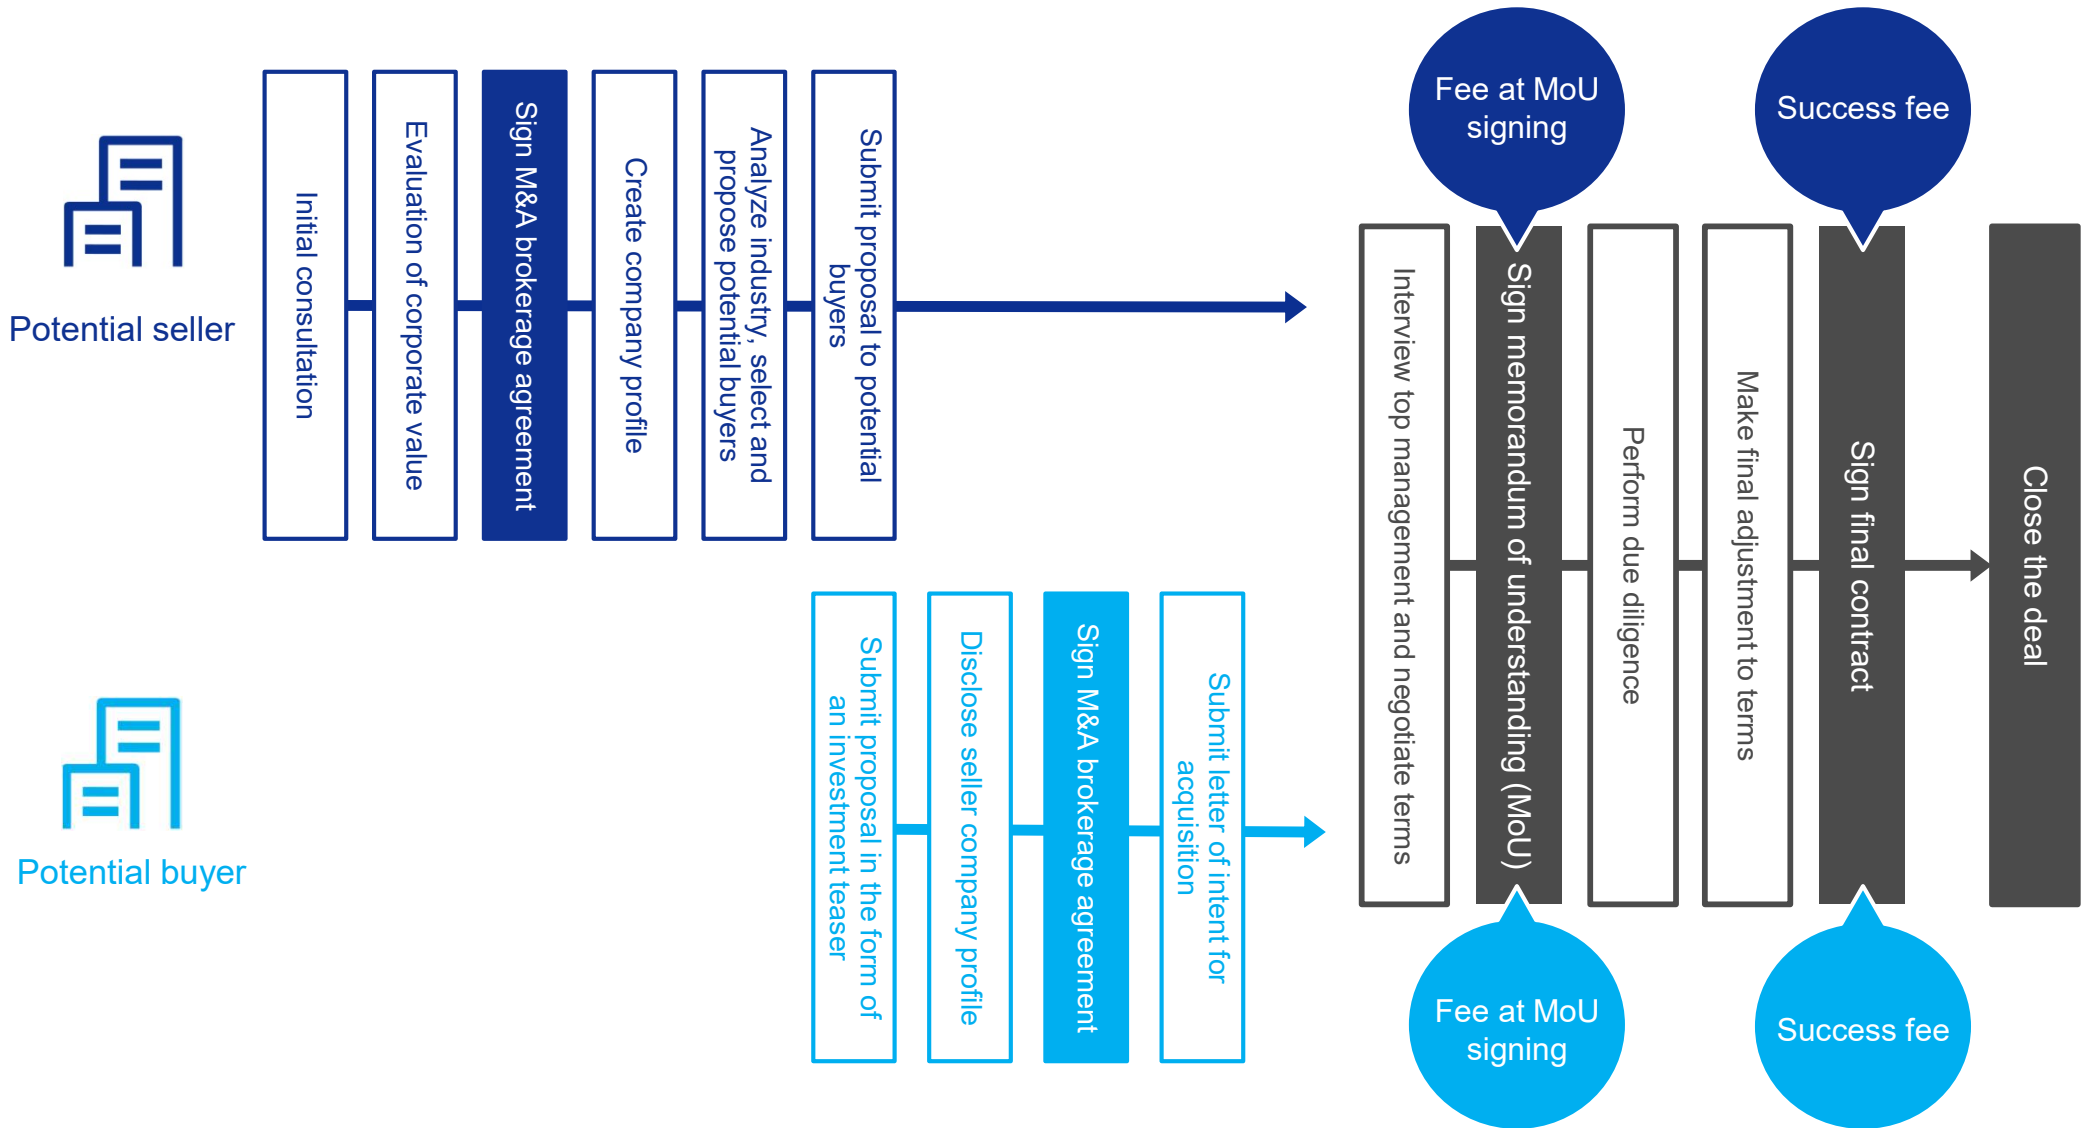 Potential seller
Initial consultation
Evaluation of corporate value
Sign M&A brokerage agreement
Create company profile
Analyze industry, select and
propose potential buyers
Submit proposal to potential
buyers
Potential buyer
Submit proposal in the form of
an investment teaser
Disclose seller company profile
Sign M&A brokerage agreement
Submit letter of intent for
acquisition
Fee at MoU
signing
Success fee
Interview top management and negotiate terms
Sign memorandum of understanding (MoU)
Perform due diligence
Make final adjustment to terms
Sign final contract
Close the deal
Fee at MoU
signing
Success fee